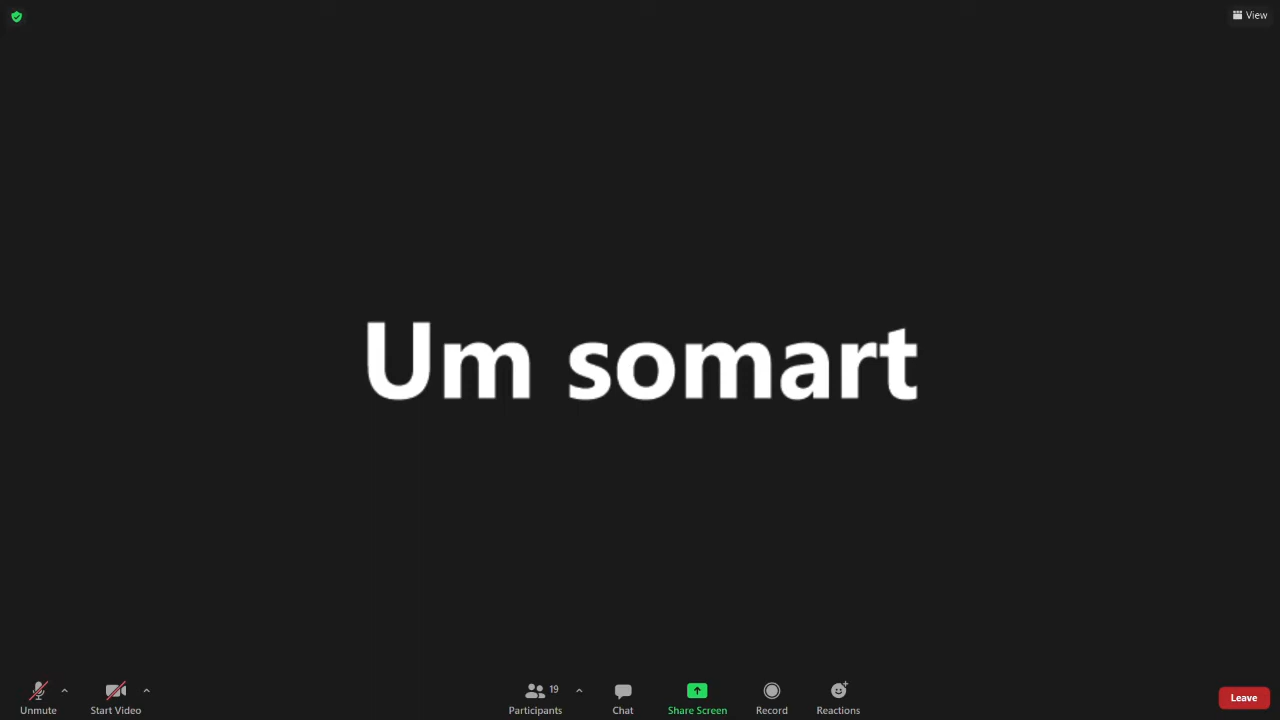 View
Um somart
Unmute
Start Video
Participants 19
Chat
Share Screen
Record
Reactions
Leave